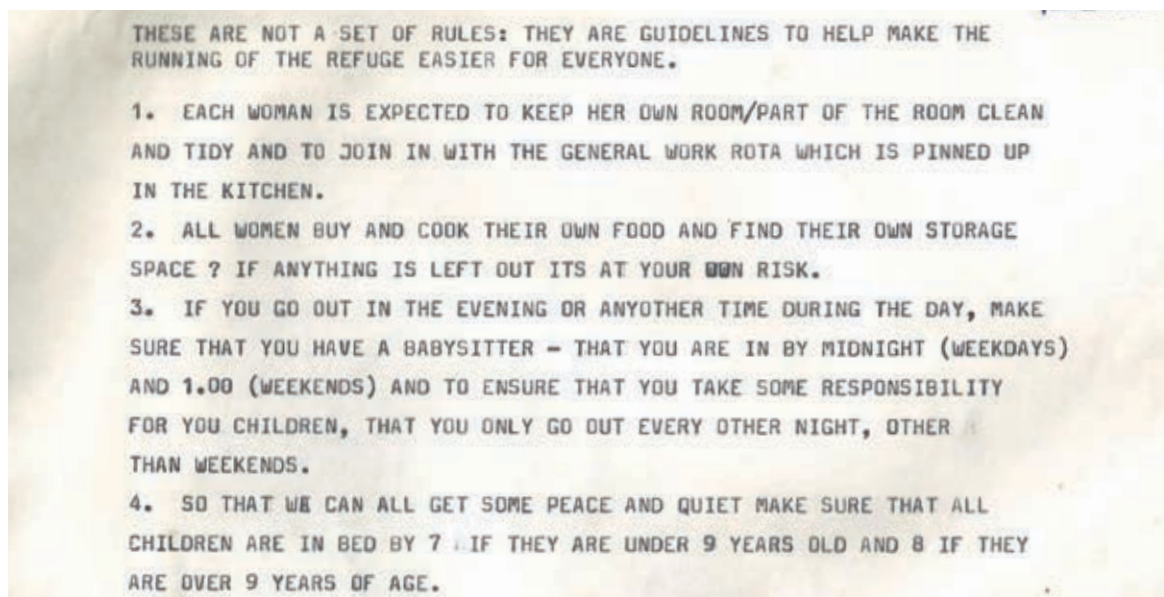 THESE ARE NOT A SET OF RULES: THEY ARE GUIDELINES TO HELP MAKE THE
RUNNING OF THE REFUGE EASIER FOR EVERYONE.
1. EACH WOMAN IS EXPECTED TO KEEP HER OWN ROOM/PART OF THE ROOM CLEAN
AND TIDY AND TO JOIN IN WITH THE GENERAL WORK ROTA WHICH IS PINNED UP
IN THE KITCHEN.
2. ALL WOMEN BUY AND COOK THEIR OWN FOOD AND FIND THEIR OWN STORAGE
SPACE ? IF ANYTHING IS LEFT OUT ITS AT YOUR OWN RISK.
3. IF YOU GO OUT IN THE EVENING OR ANYOTHER TIME DURING THE DAY, MAKE
SURE THAT YOU HAVE A BABYSITTER - THAT YOU ARE IN BY MIDNIGHT (WEEKDAYS)
AND 1.00 (WEEKENDS) AND TO ENSURE THAT YOU TAKE SOME RESPONSIBILITY
FOR YOU CHILDREN, THAT YOU ONLY GO OUT EVERY OTHER NIGHT, OTHER
THAN WEEKENDS.
4. SO THAT WE CAN ALL GET SOME PEACE AND QUIET MAKE SURE THAT ALL
CHILDREN ARE IN BED BY 7 IF THEY ARE UNDER 9 YEARS OLD AND 8 IF THEY
ARE OVER 9 YEARS OF AGE.